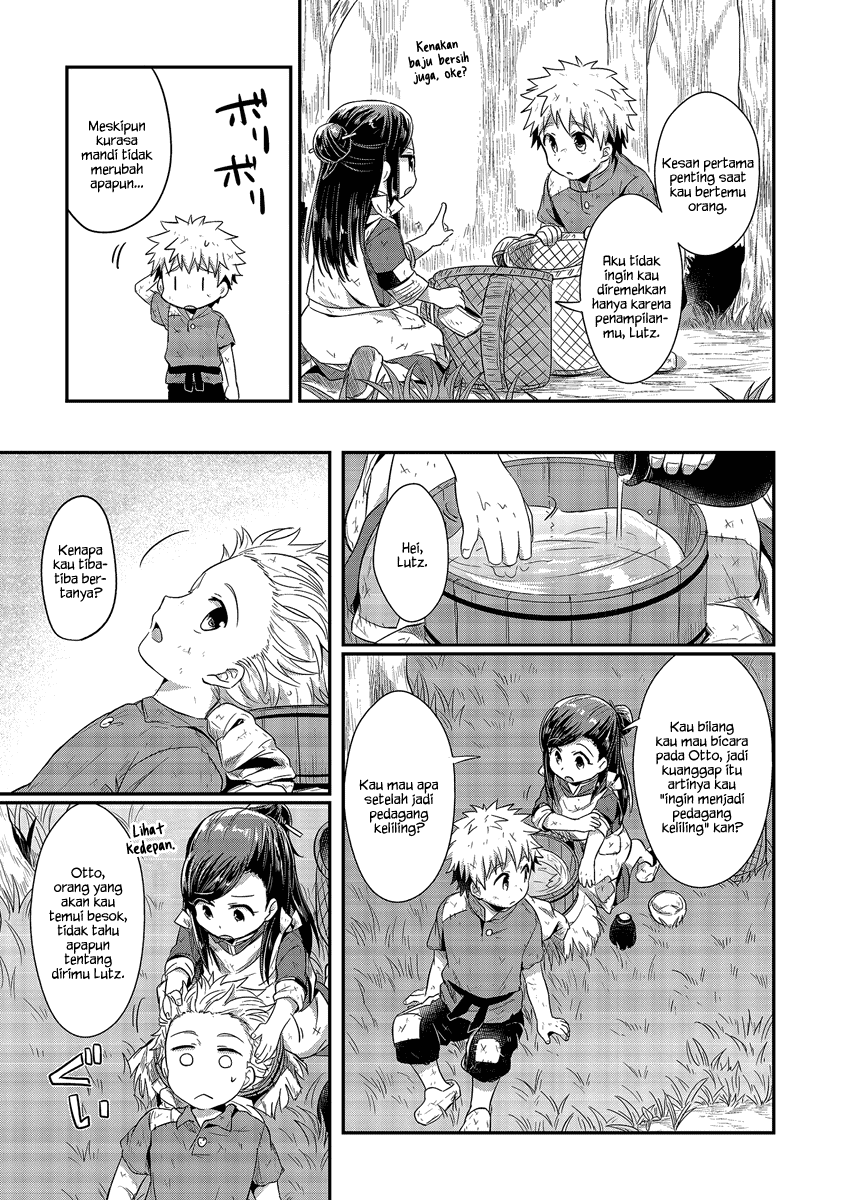 Kenakan
baju bersih
juga, oke?
Kesan pertama
penting saat
kau bertemu
orang.
Aku tidak
ingin kau
diremehkan
hanya karena
penampilan-
mu, Lutz.
Meskipun
kurasa
mandi tidak
merubah
apapun...
ボリボリ
Hei,
Lutz.
Kau bilang
kau mau bicara
pada Otto, jadi
kuanggap itu
artinya kau
"ingin menjadi
pedagang
keliling" kan?
Kau mau apa
setelah jadi
pedagang
keliling?
Kenapa
kau tiba-
tiba ber-
tanya?
Lihat
kedepan.
Otto,
orang yang
akan kau
temui besok,
tidak tahu
apapun
tentang
dirimu Lutz.
ぐいっ